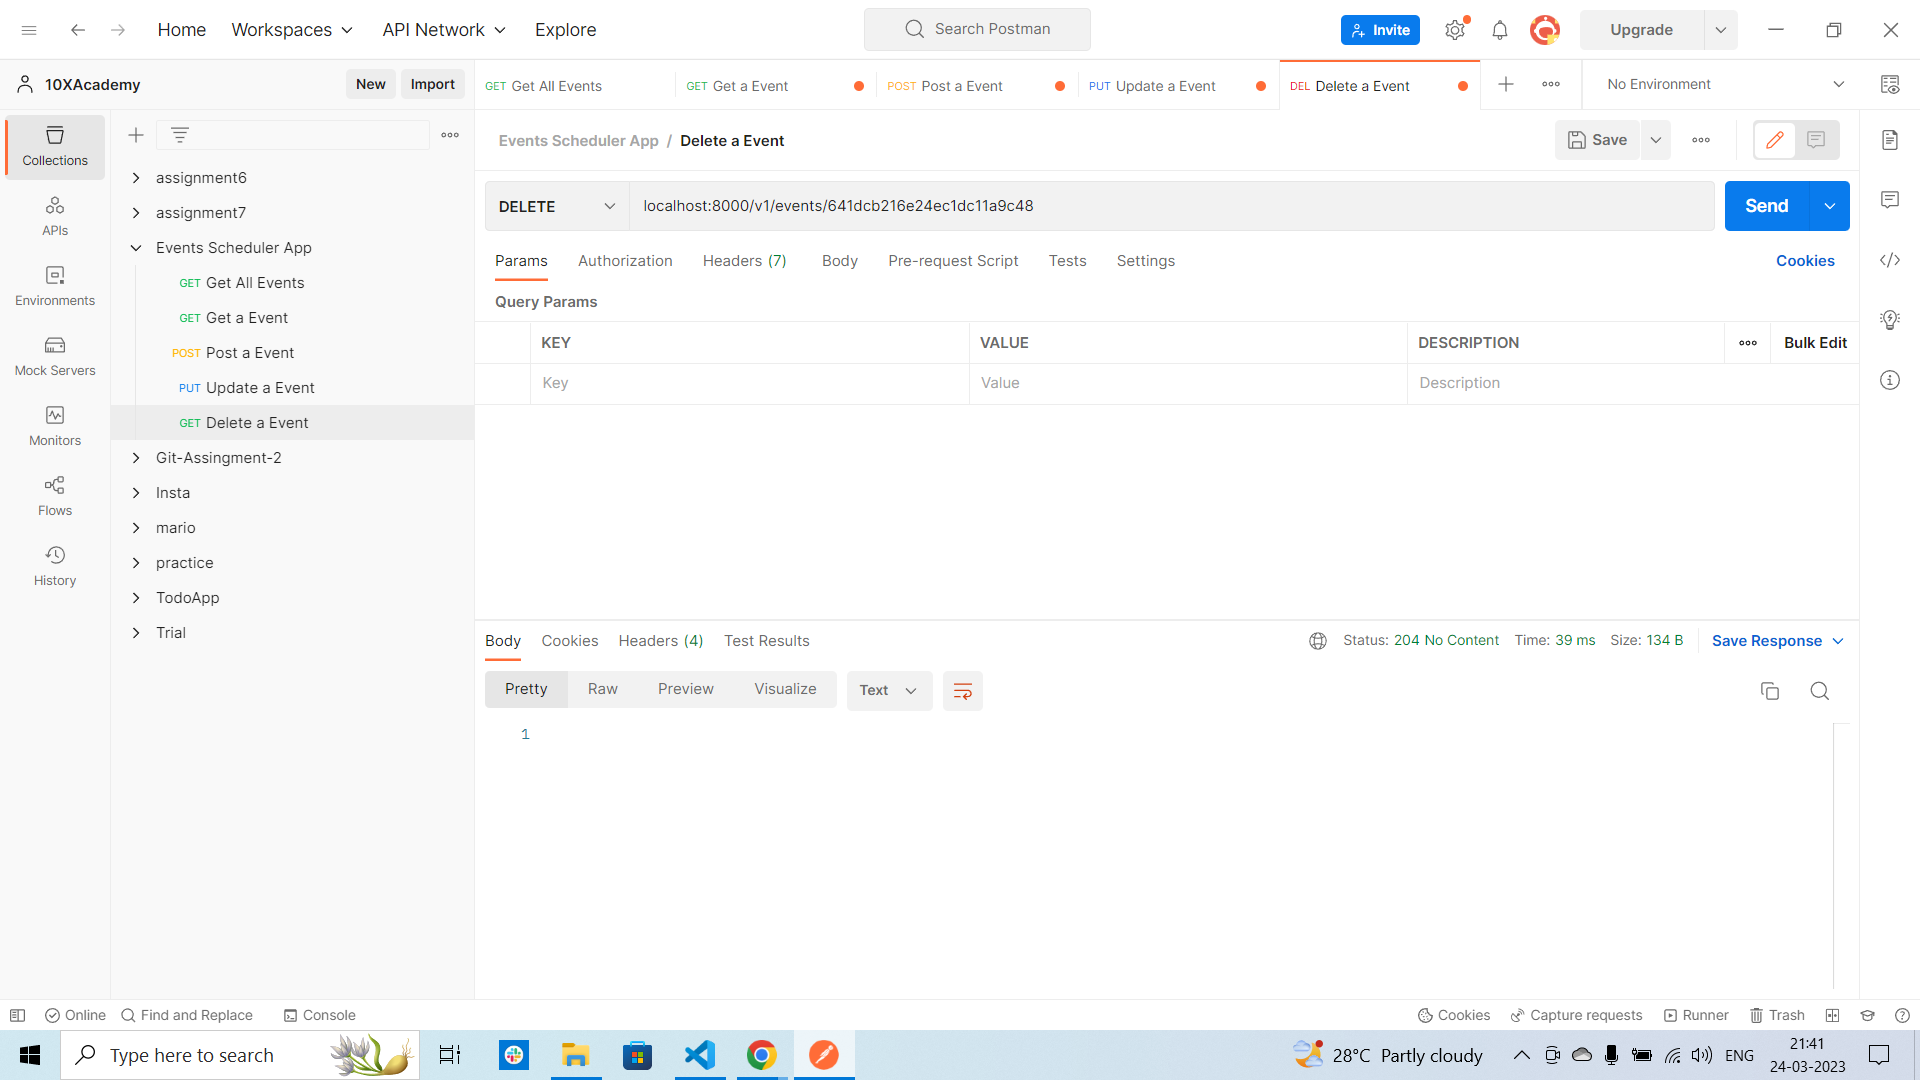 Home Workspaces API Network Explore Search Postman Invite Upgrade
10XAcademy New Import GET Get All Events GET Get a Event POST Post a Event PUT Update a Event DEL Delete a Event No Environment
Collections
APIs
Environments
Mock Servers
Monitors
Flows
History
assignment6
assignment7
Events Scheduler App
GET Get All Events
GET Get a Event
POST Post a Event
PUT Update a Event
GET Delete a Event
Git-Assingment-2
Insta
mario
practice
TodoApp
Trial
Events Scheduler App / Delete a Event Save
DELETE localhost:8000/v1/events/641dcb216e24ec1dc11a9c48 Send
Params Authorization Headers (7) Body Pre-request Script Tests Settings Cookies
Query Params
KEY VALUE DESCRIPTION Bulk Edit
Key Value Description
Body Cookies Headers (4) Test Results Status: 204 No Content Time: 39 ms Size: 134 B Save Response
Pretty Raw Preview Visualize Text
1
Online Find and Replace Console Cookies Capture requests Runner Trash
Type here to search 28°C Partly cloudy ENG 21:41
24-03-2023